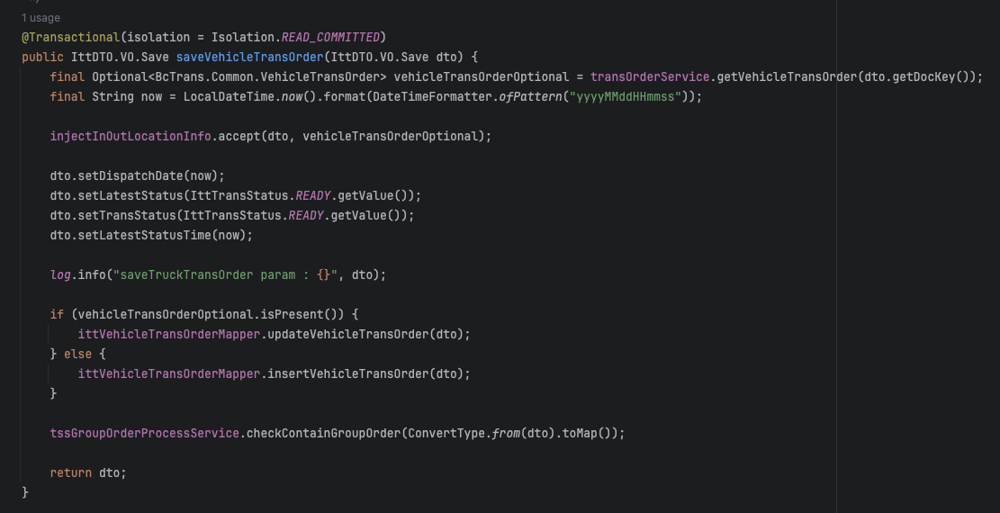 1 usage
@Transactional(isolation = Isolation.READ_COMMITTED)
public IttDTO.VO.Save saveVehicleTransOrder(IttDTO.VO.Save dto) {
    final Optional<BcTrans.Common.VehicleTransOrder> vehicleTransOrderOptional = transOrderService.getVehicleTransOrder(dto.getDocKey());
    final String now = LocalDateTime.now().format(DateTimeFormatter.ofPattern("yyyyMMddHHmmss"));
    injectInOutLocationInfo.accept(dto, vehicleTransOrderOptional);
    dto.setDispatchDate(now);
    dto.setLatestStatus(IttTransStatus.READY.getValue());
    dto.setTransStatus(IttTransStatus.READY.getValue());
    dto.setLatestStatusTime(now);
    log.info("saveTruckTransOrder param : {}", dto);
    if (vehicleTransOrderOptional.isPresent()) {
        ittVehicleTransOrderMapper.updateVehicleTransOrder(dto);
    } else {
        ittVehicleTransOrderMapper.insertVehicleTransOrder(dto);
    }
    tssGroupOrderProcessService.checkContainGroupOrder(ConvertType.from(dto).toMap());
    return dto;
}